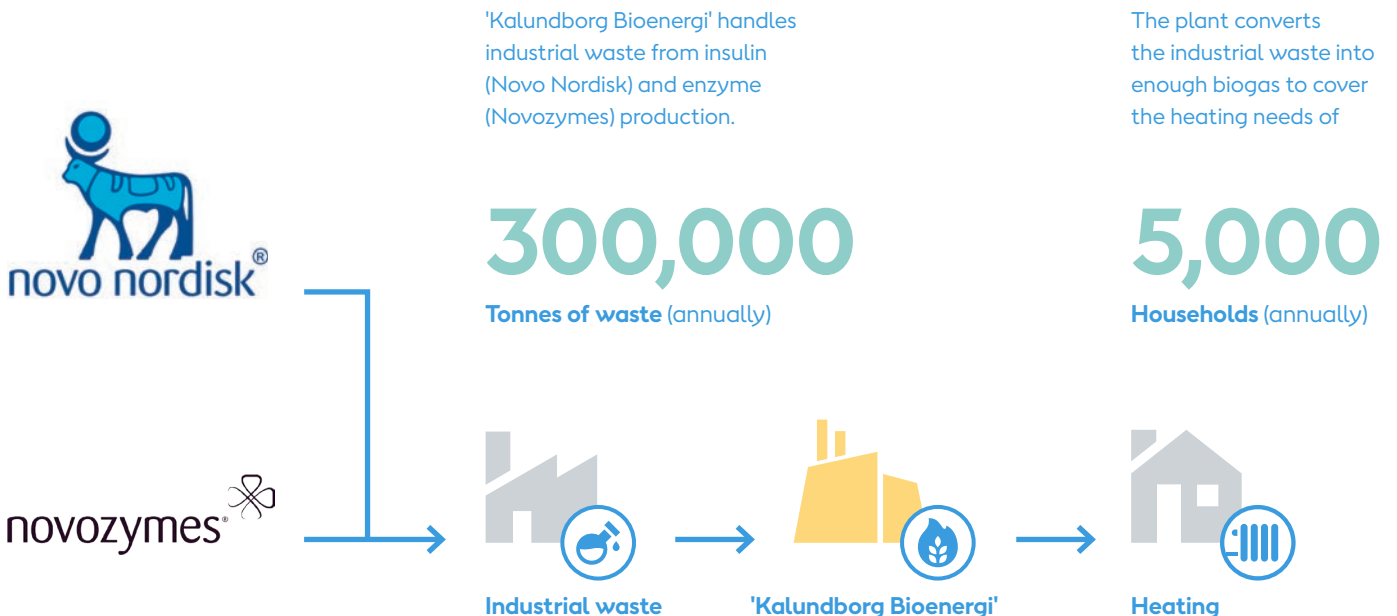 'Kalundborg Bioenergi' handles
industrial waste from insulin
(Novo Nordisk) and enzyme
(Novozymes) production.
The plant converts
the industrial waste into
enough biogas to cover
the heating needs of
novo nordisk®
300,000
Tonnes of waste (annually)
5,000
Households (annually)
novozymes®
Industrial waste
'Kalundborg Bioenergi'
Heating